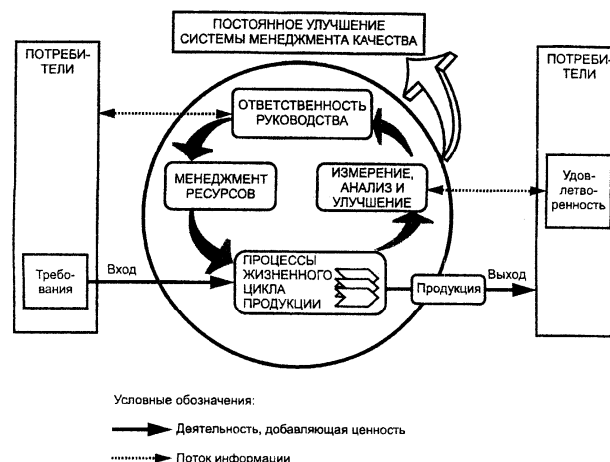 ПОСТОЯННОЕ УЛУЧШЕНИЕ
СИСТЕМЫ МЕНЕДЖМЕНТА КАЧЕСТВА
ПОТРЕБИ-
ТЕЛИ
ПОТРЕБИ-
ТЕЛИ
ОТВЕТСТВЕННОСТЬ
РУКОВОДСТВА
МЕНЕДЖМЕНТ
РЕСУРСОВ
ИЗМЕРЕНИЕ,
АНАЛИЗ И
УЛУЧШЕНИЕ
Удов-
летво-
ренность
Требо-
вания
Вход
ПРОЦЕССЫ
ЖИЗНЕННОГО
ЦИКЛА
ПРОДУКЦИИ
Продукция
Выход
Условные обозначения:
Деятельность, добавляющая ценность
Поток информации